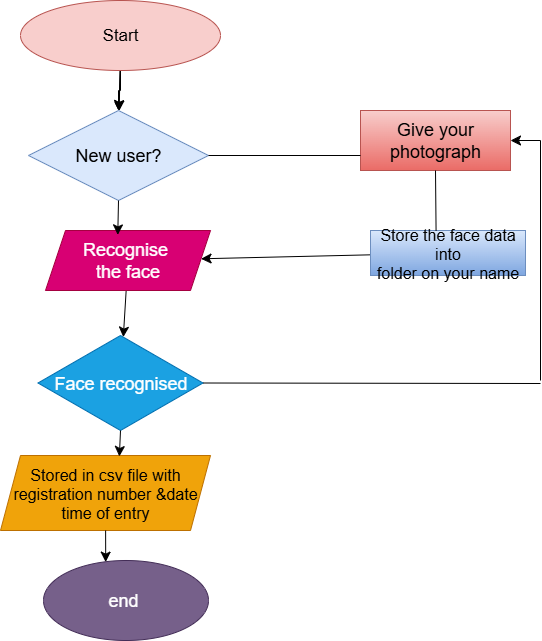 Start
New user?
Give your
photograph
Recognise
the face
Store the face data
into
folder on your name
Face recognised
Stored in csv file with
registration number &date
time of entry
end